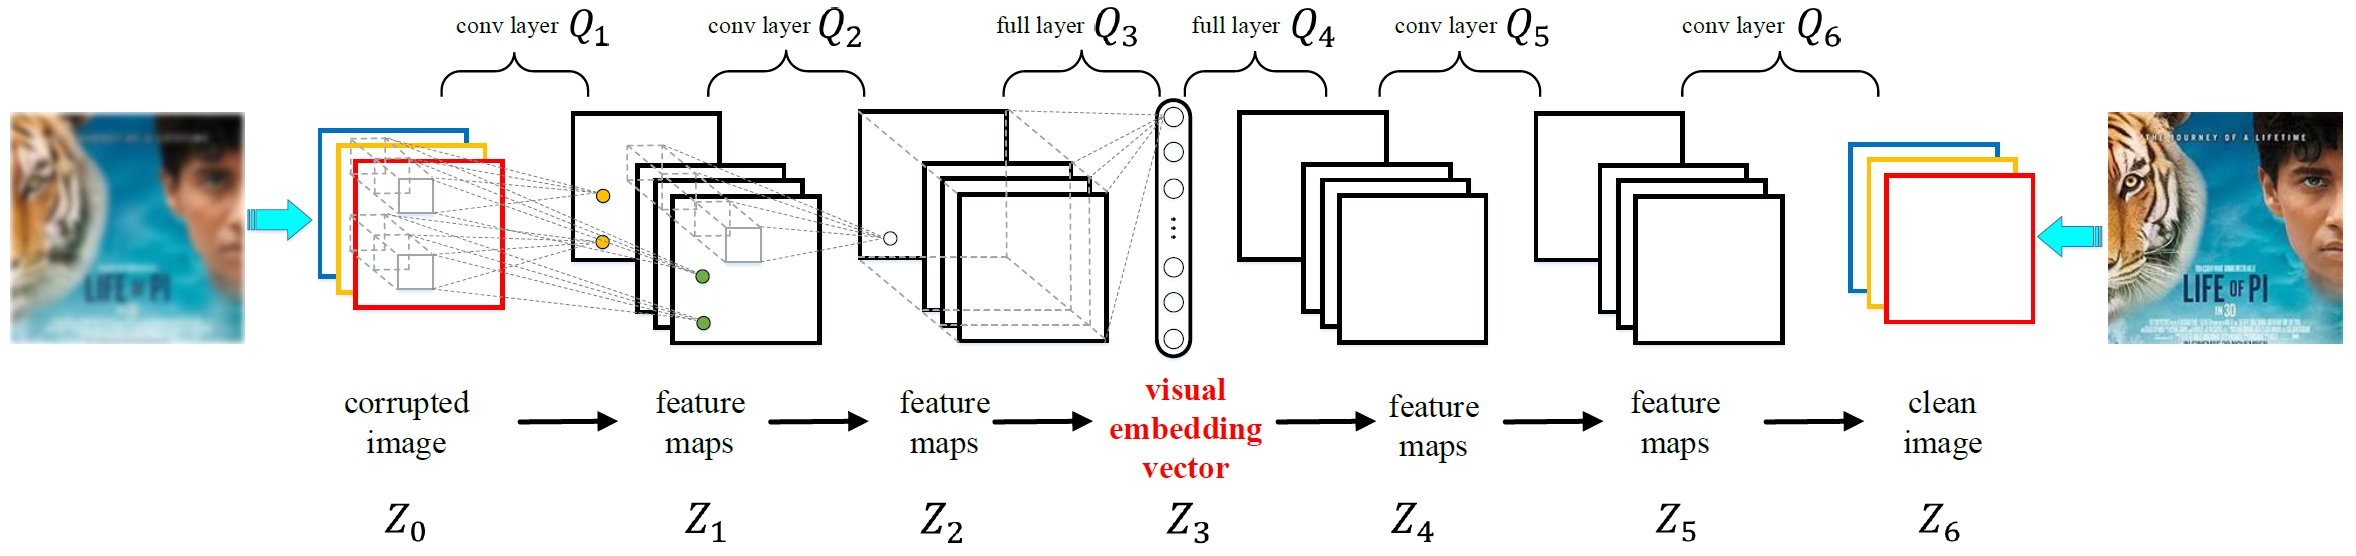 conv layer Q₁
conv layer Q₂
full layer Q₃
full layer Q₄
conv layer Q₅
conv layer Q₆
LIFE OF PI
THE JOURNEY OF A LIFETIME
LIFE OF PI
IN 3D
corrupted
image
feature
maps
feature
maps
visual
embedding
vector
feature
maps
feature
maps
clean
image
Z₀
Z₁
Z₂
Z₃
Z₄
Z₅
Z₆